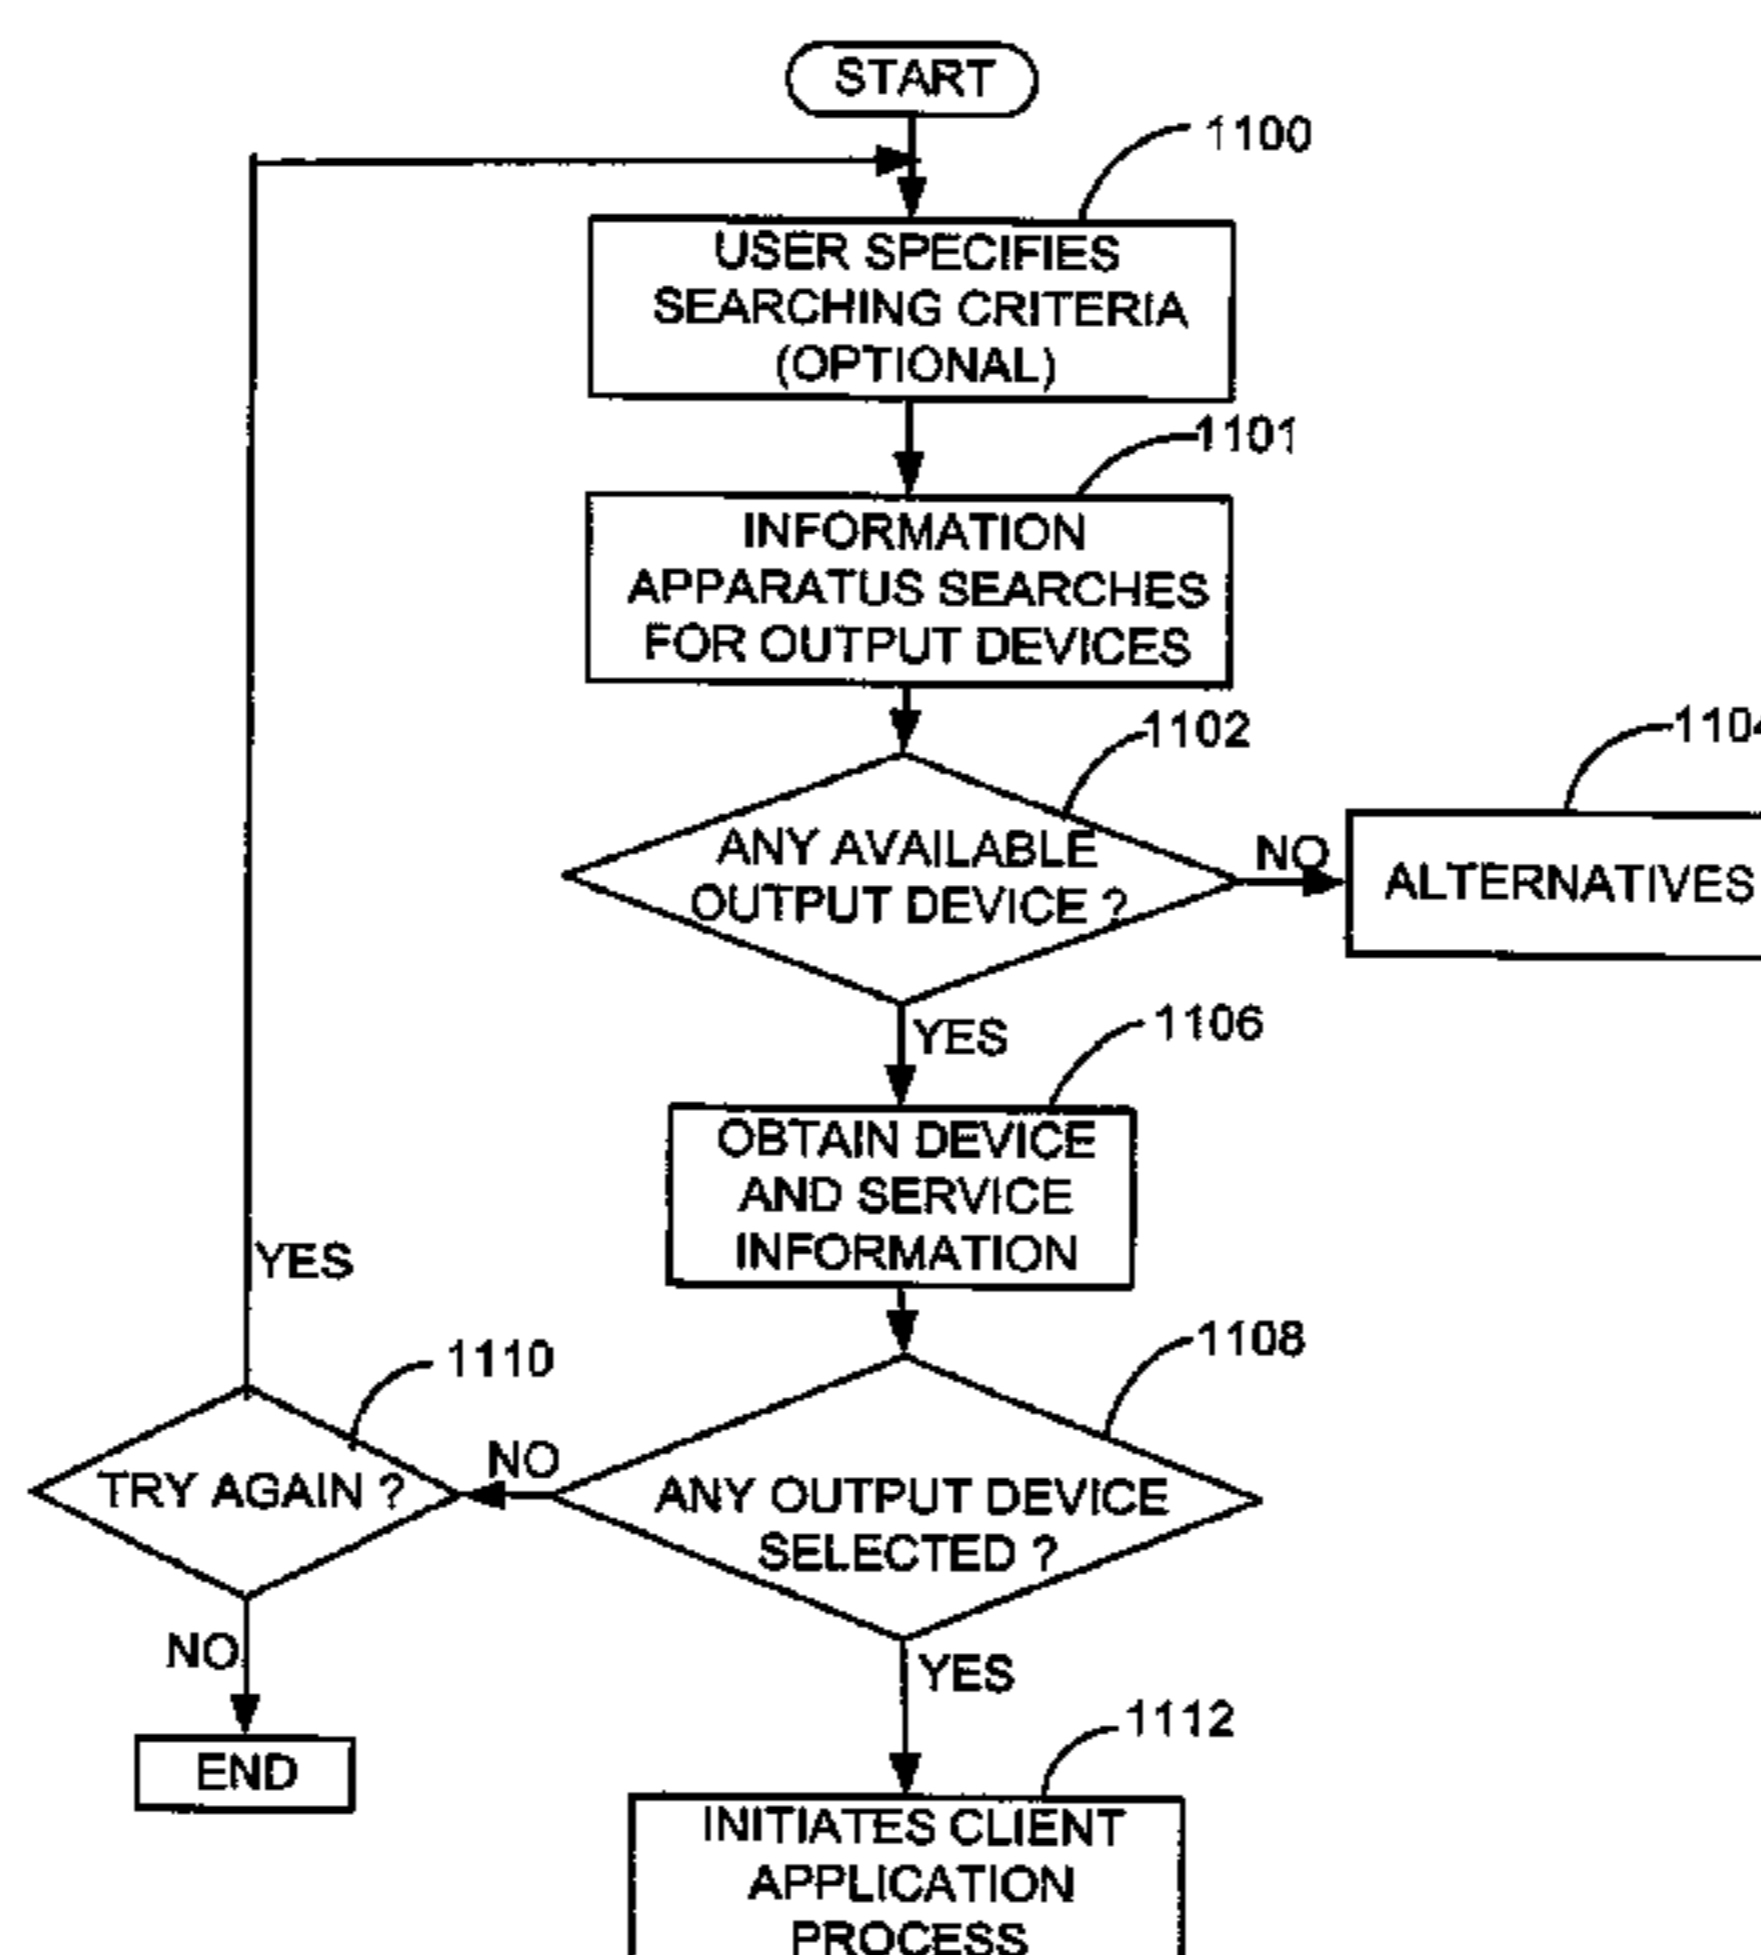 START
1100
USER SPECIFIES
SEARCHING CRITERIA
(OPTIONAL)
1101
INFORMATION
APPARATUS SEARCHES
FOR OUTPUT DEVICES
1102
ANY AVAILABLE
OUTPUT DEVICE ?
NO
1104
ALTERNATIVES
YES
1106
OBTAIN DEVICE
AND SERVICE
INFORMATION
1108
ANY OUTPUT DEVICE
SELECTED ?
NO
1110
TRY AGAIN ?
YES
NO
END
YES
1112
INITIATES CLIENT
APPLICATION
PROCESS